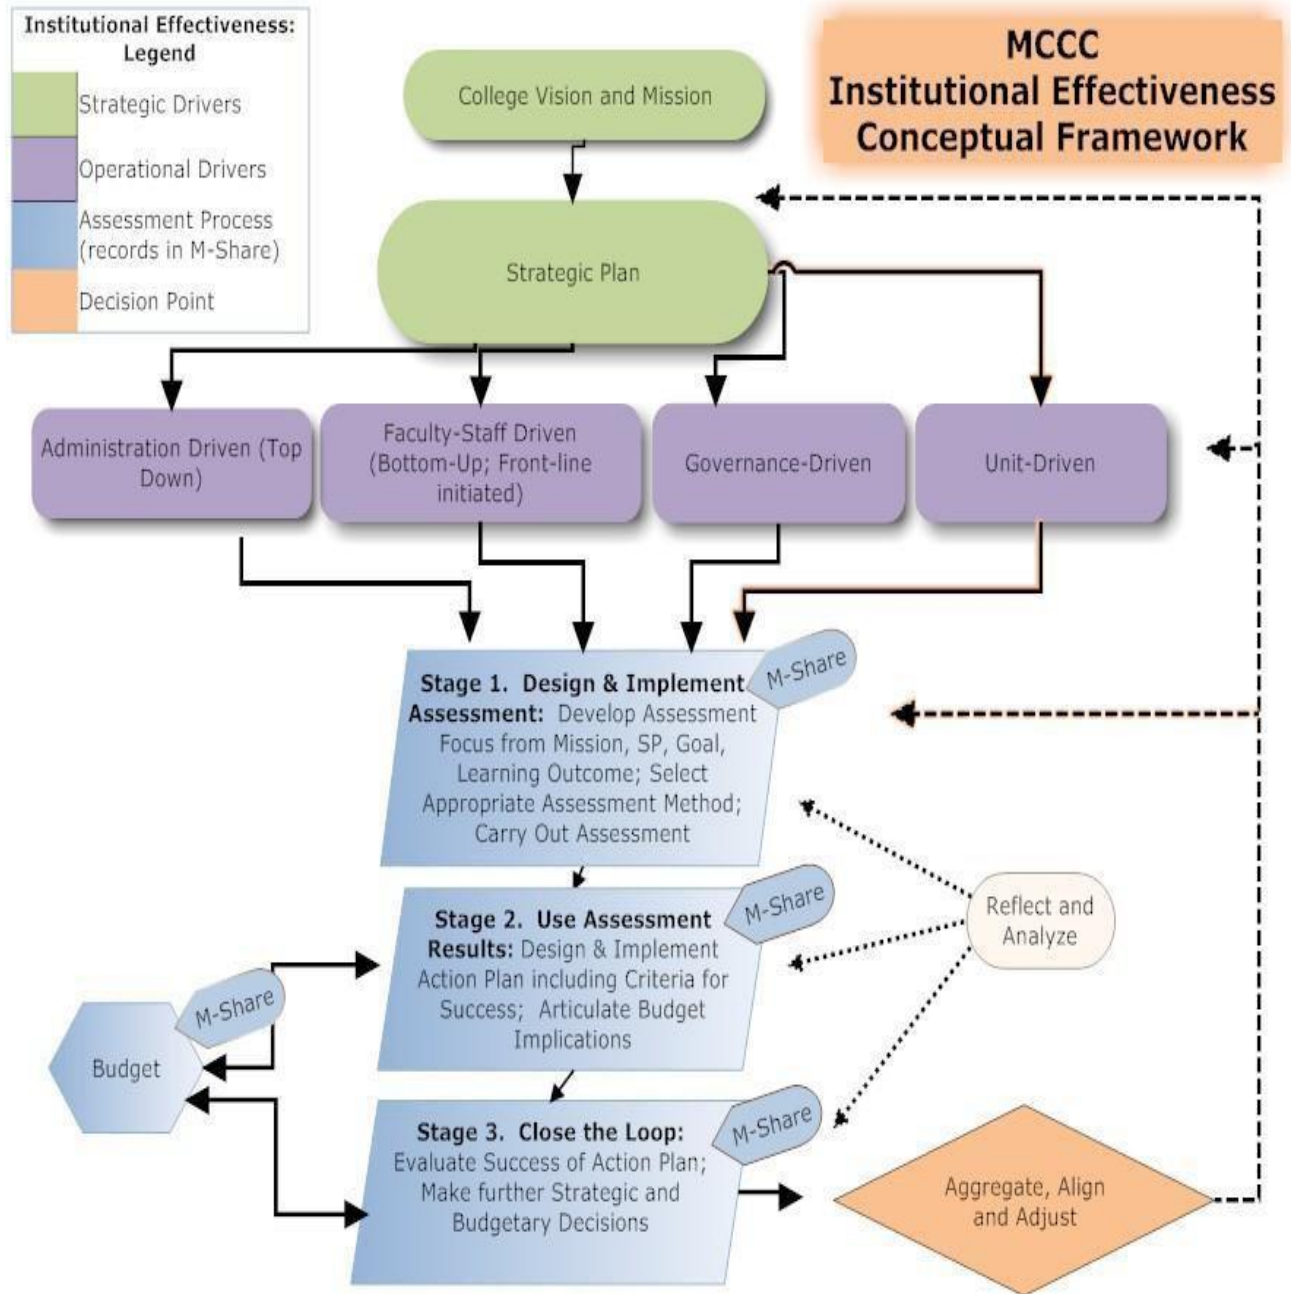 Institutional Effectiveness:
Legend
Strategic Drivers
Operational Drivers
Assessment Process
(records in M-Share)
Decision Point
MCCC
Institutional Effectiveness
Conceptual Framework
College Vision and Mission
Strategic Plan
Administration Driven (Top
Down)
Faculty-Staff Driven
(Bottom-Up; Front-line
initiated)
Governance-Driven
Unit-Driven
Stage 1. Design & Implement
Assessment: Develop Assessment
Focus from Mission, SP, Goal,
Learning Outcome; Select
Appropriate Assessment Method;
Carry Out Assessment
M-Share
Stage 2. Use Assessment
Results: Design & Implement
Action Plan including Criteria for
Success; Articulate Budget
Implications
M-Share
Reflect and
Analyze
M-Share
Budget
Stage 3. Close the Loop:
Evaluate Success of Action Plan;
Make further Strategic and
Budgetary Decisions
M-Share
Aggregate, Align
and Adjust